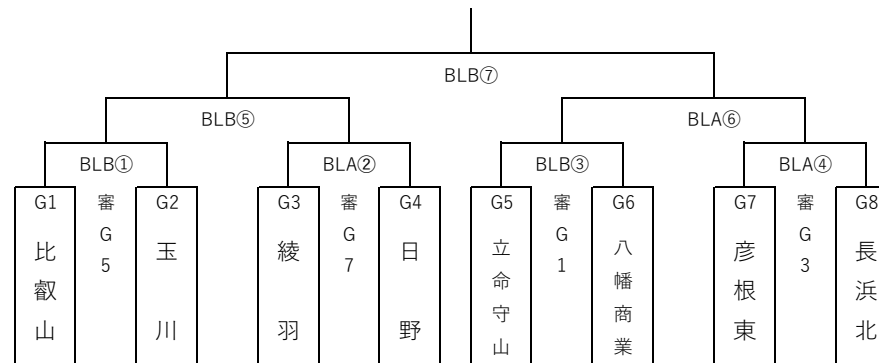 BLB⑦
BLB⑤
BLA⑥
BLB①
BLA②
BLB③
BLA④
G1
比叡山
審G5
G2
玉川
G3
綾羽
審G7
G4
日野
G5
立命守山
審G1
G6
八幡商業
G7
彦根東
審G3
G8
長浜北